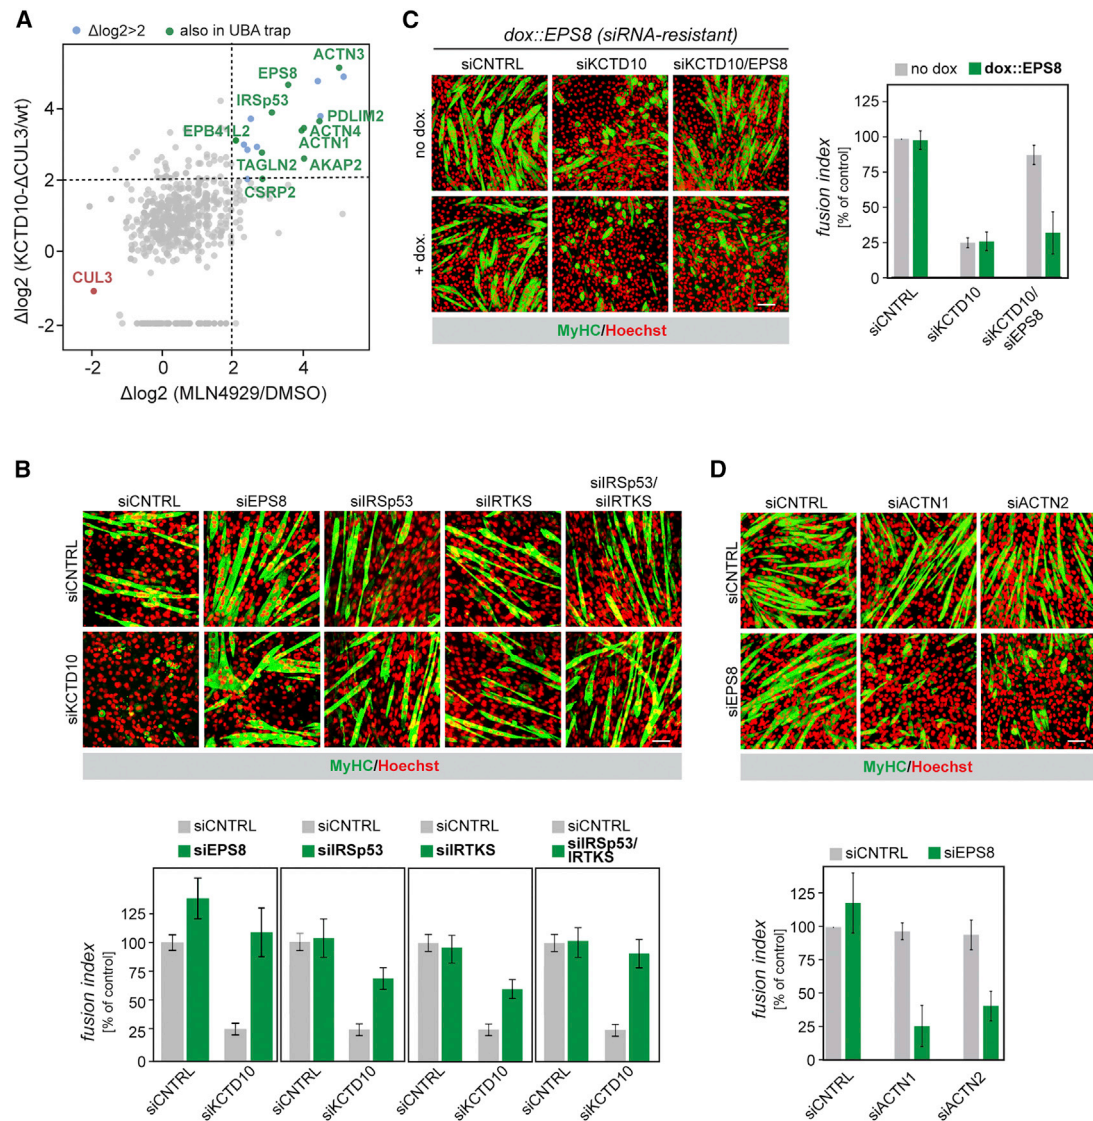 A
Δlog2>2
also in UBA trap
ACTN3
EPS8
IRSp53
PDLIM2
EPB41L2
ACTN4
ACTN1
TAGLN2
AKAP2
CSRP2
CUL3
4
2
0
-2
-2
0
2
4
Δlog2 (KCTD10-ΔCUL3/wt)
Δlog2 (MLN4929/DMSO)
C
dox::EPS8 (siRNA-resistant)
siCNTRL siKCTD10 siKCTD10/EPS8
no dox.
+ dox.
MyHC/Hoechst
no dox dox::EPS8
fusion index
[% of control]
125
100
75
50
25
0
siCNTRL
siKCTD10
siKCTD10/
siEPS8
B
siCNTRL siEPS8 siIRSp53 siIRTKS siIRSp53/
siIRTKS
siCNTRL
siKCTD10
MyHC/Hoechst
siCNTRL siCNTRL siCNTRL siCNTRL
siEPS8 siIRSp53 siIRTKS siIRSp53/
IRTKS
fusion index
[% of control]
125
100
75
50
25
0
siCNTRL
siKCTD10
siCNTRL
siKCTD10
siCNTRL
siKCTD10
siCNTRL
siKCTD10
D
siCNTRL siACTN1 siACTN2
siCNTRL
siEPS8
MyHC/Hoechst
siCNTRL siEPS8
fusion index
[% of control]
125
100
75
50
25
0
siCNTRL
siACTN1
siACTN2